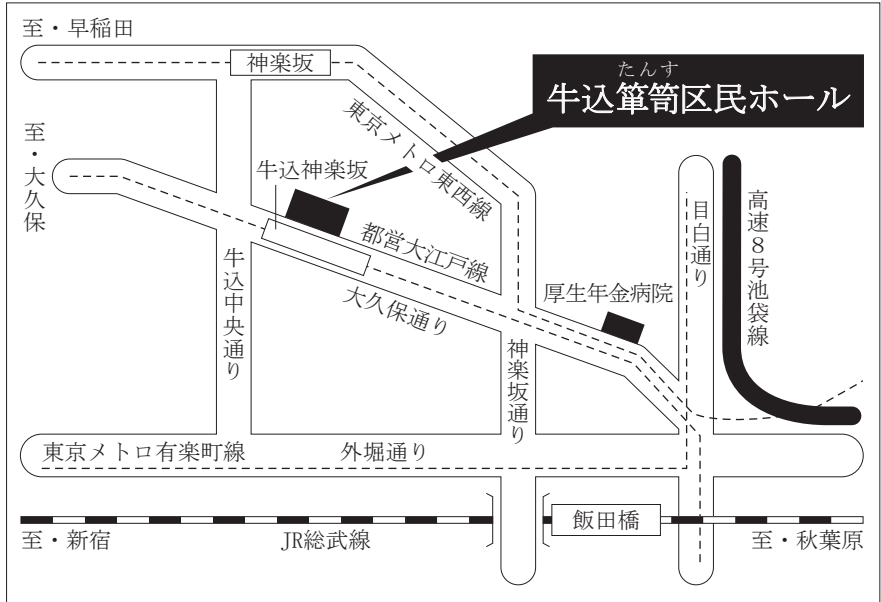 至・早稲田
神楽坂
たんす
牛込箪笥区民ホール
東京メトロ東西線
至・大久保
牛込神楽坂
都営大江戸線
大久保通り
牛込中央通り
厚生年金病院
目白通り
高速8号池袋線
神楽坂通り
東京メトロ有楽町線
外堀通り
飯田橋
至・新宿
JR総武線
至・秋葉原